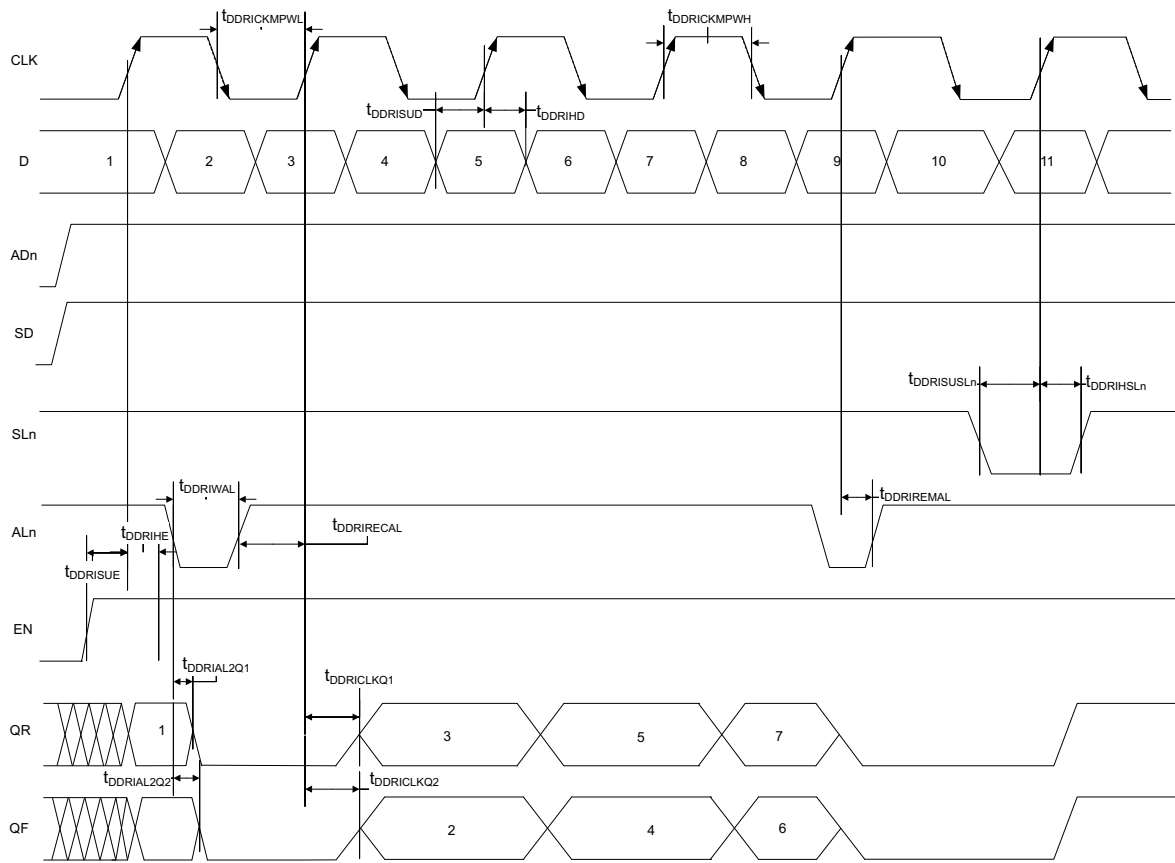 tDDRICKMPWL
tDDRICKMPWH
CLK
tDDRISUD
tDDRIHD
D
1
2
3
4
5
6
7
8
9
10
11
ADn
SD
tDDRISUSLn
tDDRIHSLn
SLn
tDDRIWAL
tDDRIREMAL
ALn
tDDRIHE
tDDRIRECAL
tDDRISUE
EN
tDDRIAL2Q1
tDDRICLKQ1
QR
1
3
5
7
tDDRIAL2Q2
tDDRICLKQ2
QF
2
4
6